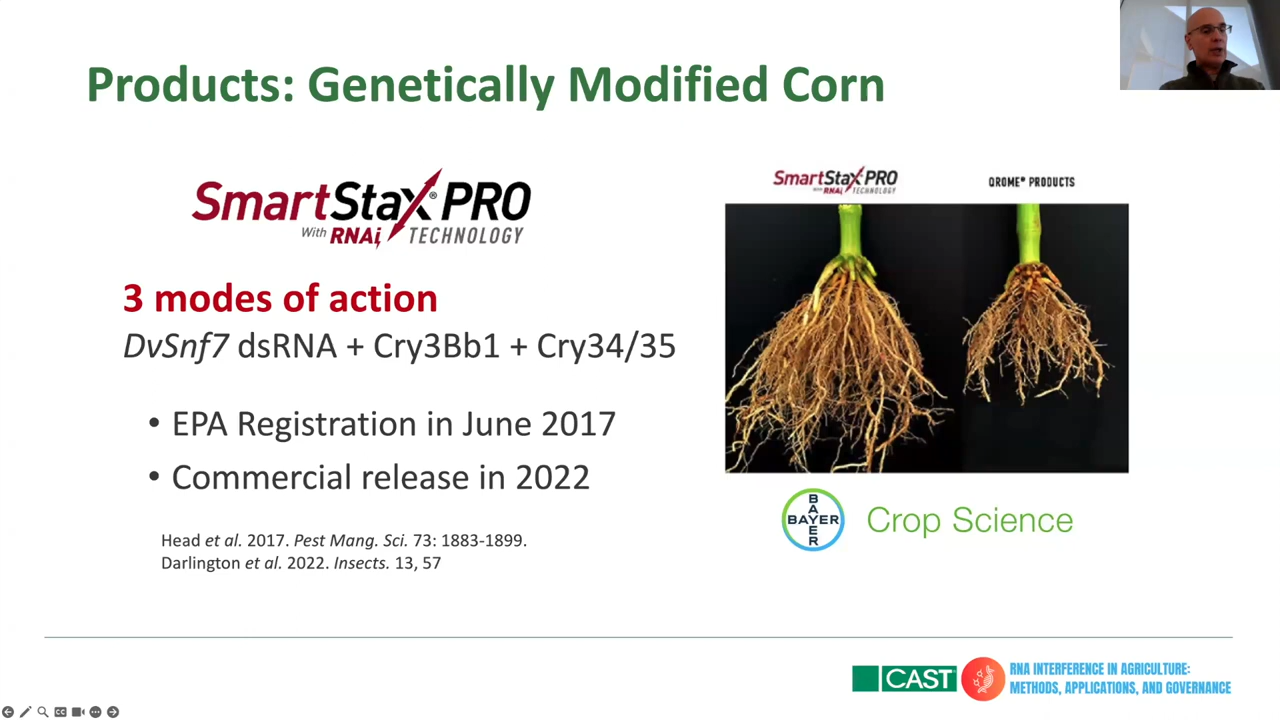 Products: Genetically Modified Corn
SmartStax® PRO
With RNAi TECHNOLOGY
3 modes of action
DvSnf7 dsRNA + Cry3Bb1 + Cry34/35
• EPA Registration in June 2017
• Commercial release in 2022
Head et al. 2017. Pest Mang. Sci. 73: 1883-1899.
Darlington et al. 2022. Insects. 13, 57
SmartStax PRO
WITH RNAi TECHNOLOGY
QROME® PRODUCTS
BAYER
BAYER
Crop Science
CAST
RNA INTERFERENCE IN AGRICULTURE:
METHODS, APPLICATIONS, AND GOVERNANCE
CC